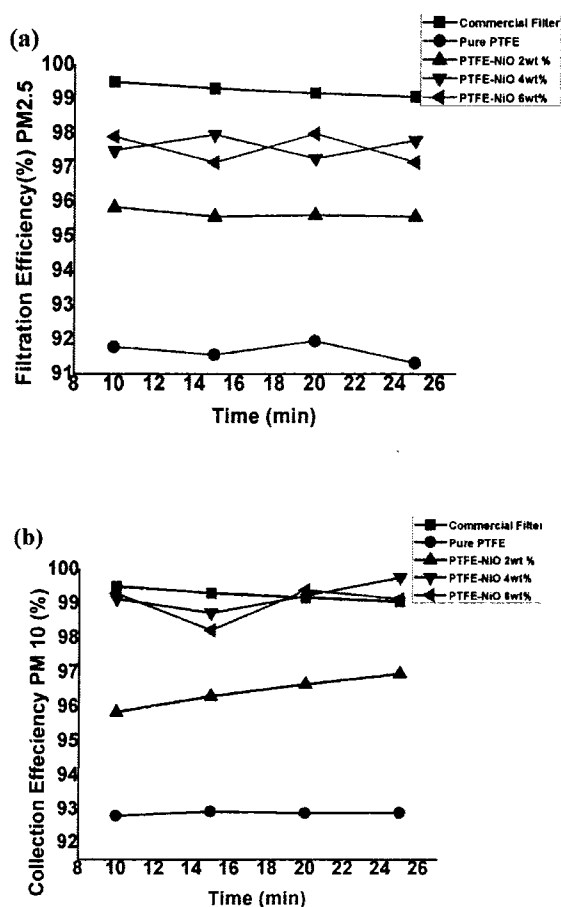 (a)
Commercial Filter
Pure PTFE
PTFE-NiO 2wt %
PTFE-NiO 4wt%
PTFE-NiO 6wt%
Filtration Efficiency(%) PM2.5
100
99
98
97
96
95
94
93
92
91
8 10 12 14 16 18 20 22 24 26
Time (min)
(b)
Commercial Filter
Pure PTFE
PTFE-NiO 2wt %
PTFE-NiO 4wt%
PTFE-NiO 6wt%
Collection Effeciency PM 10 (%)
100
99
98
97
96
95
94
93
92
8 10 12 14 16 18 20 22 24 26
Time (min)